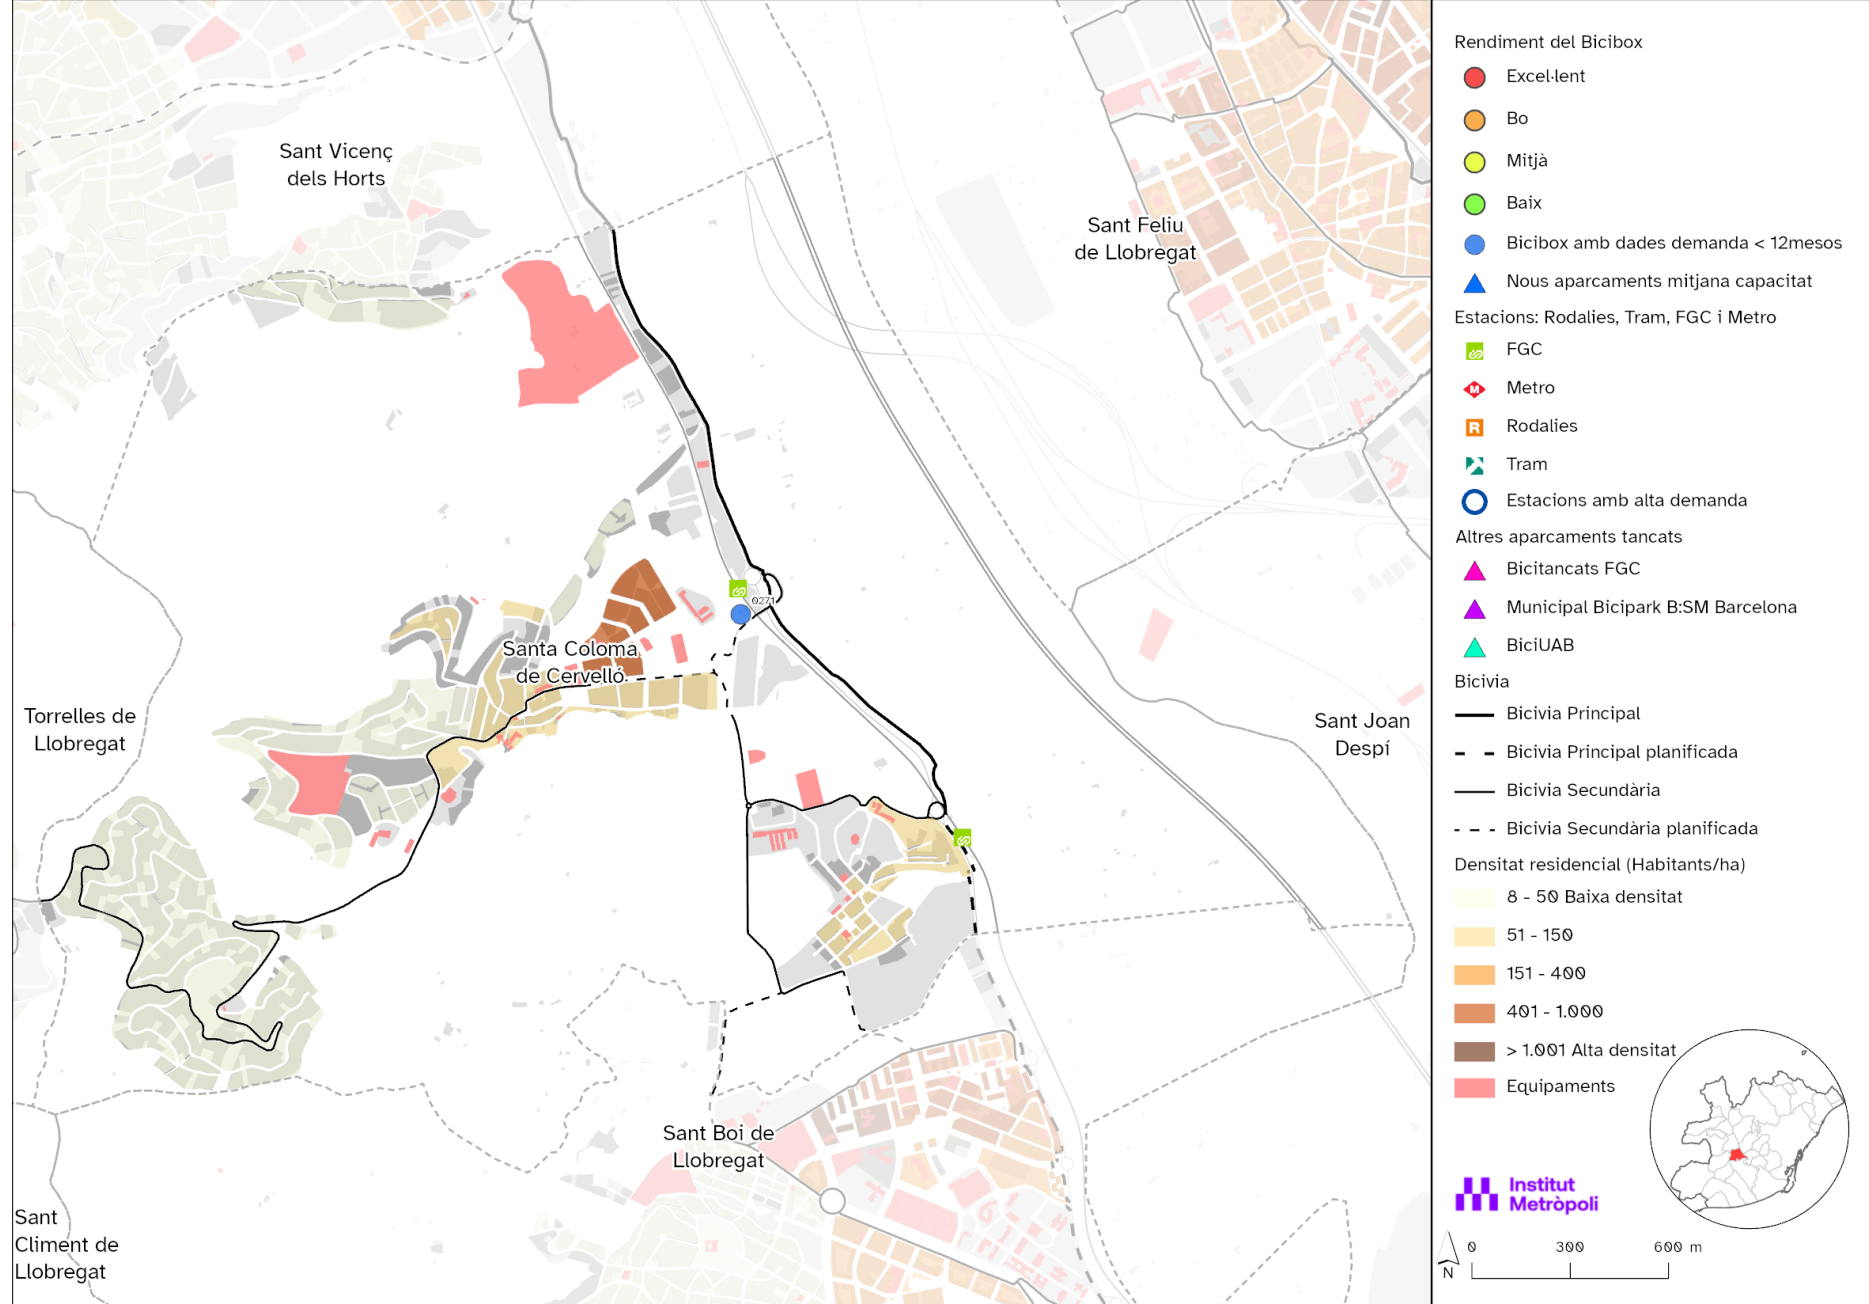 Sant Vicenç
dels Horts
Sant Feliu
de Llobregat
0271
Santa Coloma
de Cervelló
Torrelles de
Llobregat
Sant Joan
Despí
Sant Boi de
Llobregat
Sant
Climent de
Llobregat
Rendiment del Bicibox
Excel·lent
Bo
Mitjà
Baix
Bicibox amb dades demanda < 12mesos
Nous aparcaments mitjana capacitat
Estacions: Rodalies, Tram, FGC i Metro
FGC
M Metro
R Rodalies
Tram
Estacions amb alta demanda
Altres aparcaments tancats
Bicitancats FGC
Municipal Bicipark B:SM Barcelona
BiciUAB
Bicivia
Bicivia Principal
Bicivia Principal planificada
Bicivia Secundària
Bicivia Secundària planificada
Densitat residencial (Habitants/ha)
8 - 50 Baixa densitat
51 - 150
151 - 400
401 - 1.000
> 1.001 Alta densitat
Equipaments
Institut
Metròpoli
N
0 300 600 m